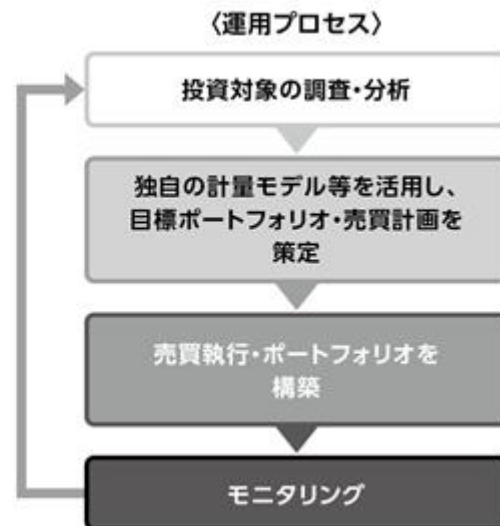 〈運用プロセス〉
投資対象の調査・分析
独自の計量モデル等を活用し、
目標ポートフォリオ・売買計画を
策定
売買執行・ポートフォリオを
構築
モニタリング